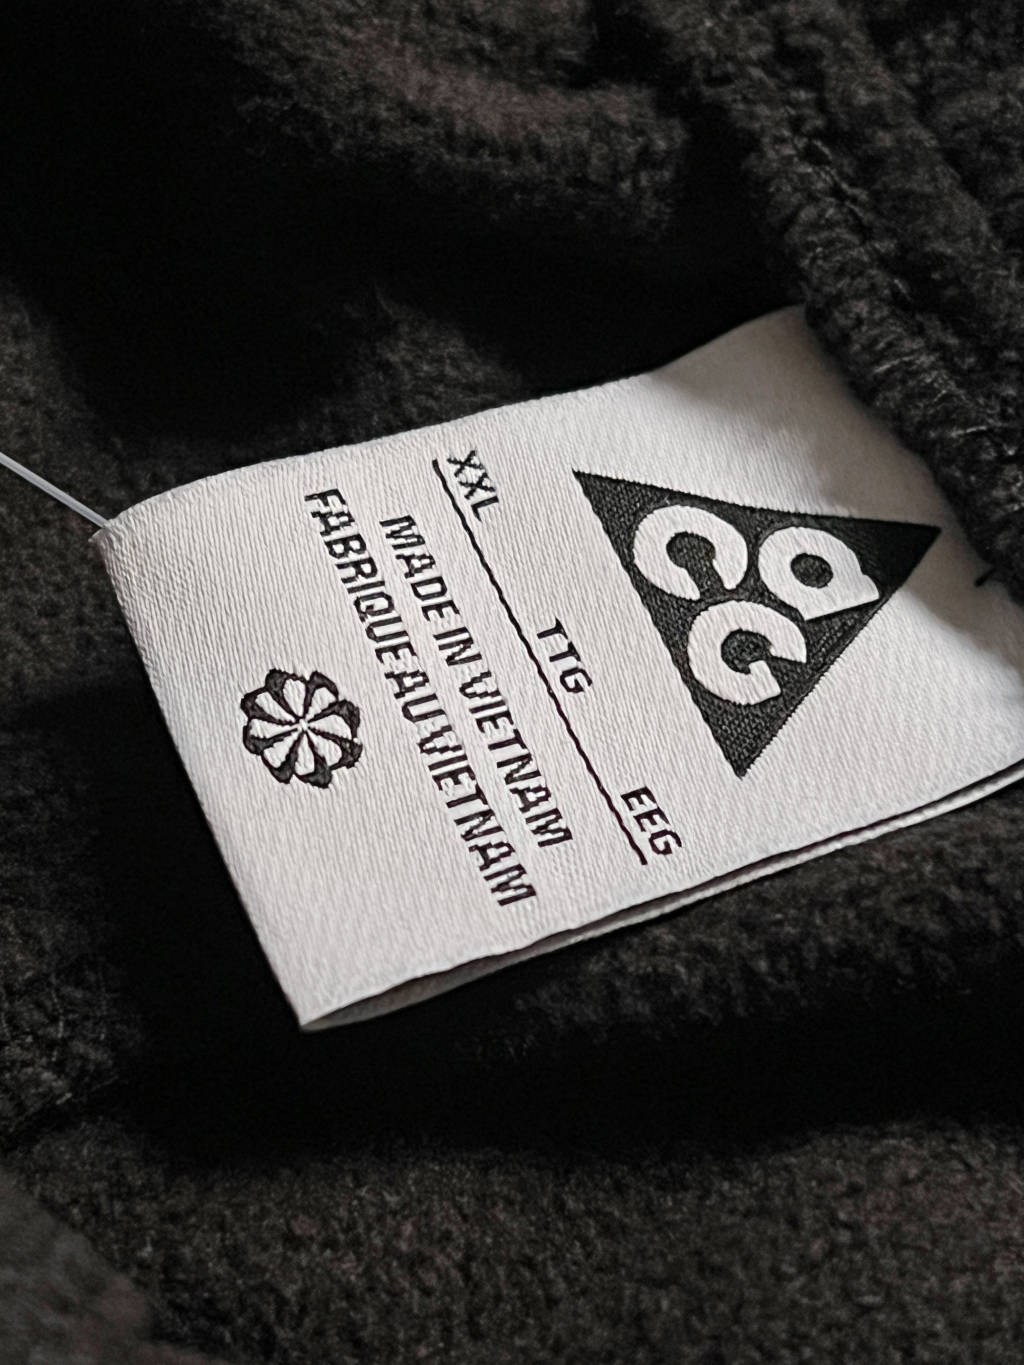 acg
XXL TTG EEG
MADE IN VIETNAM
FABRIQUE AU VIETNAM